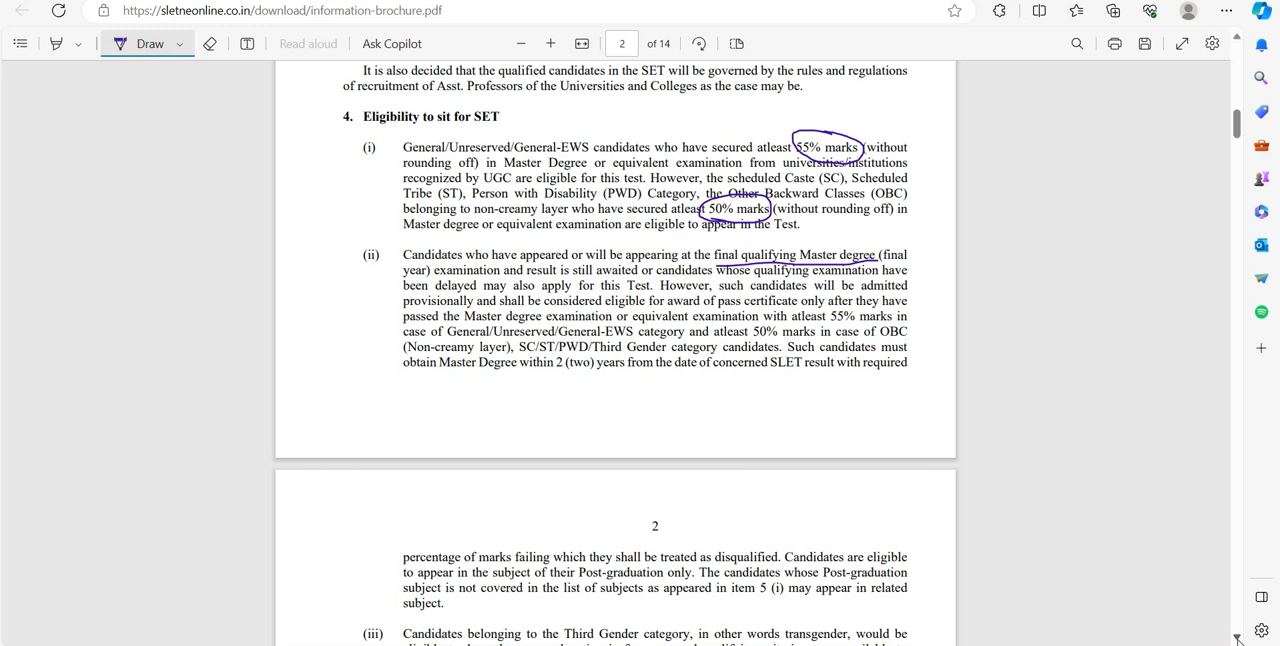 https://sletneonline.co.in/download/information-brochure.pdf
Draw
Read aloud
Ask Copilot
2
of 14
It is also decided that the qualified candidates in the SET will be governed by the rules and regulations
of recruitment of Asst. Professors of the Universities and Colleges as the case may be.
4. Eligibility to sit for SET
(i) General/Unreserved/General-EWS candidates who have secured atleast 55% marks (without
rounding off) in Master Degree or equivalent examination from universities/institutions
recognized by UGC are eligible for this test. However, the scheduled Caste (SC), Scheduled
Tribe (ST), Person with Disability (PWD) Category, the Other Backward Classes (OBC)
belonging to non-creamy layer who have secured atleast 50% marks (without rounding off) in
Master degree or equivalent examination are eligible to appear in the Test.
(ii) Candidates who have appeared or will be appearing at the final qualifying Master degree (final
year) examination and result is still awaited or candidates whose qualifying examination have
been delayed may also apply for this Test. However, such candidates will be admitted
provisionally and shall be considered eligible for award of pass certificate only after they have
passed the Master degree examination or equivalent examination with atleast 55% marks in
case of General/Unreserved/General-EWS category and atleast 50% marks in case of OBC
(Non-creamy layer), SC/ST/PWD/Third Gender category candidates. Such candidates must
obtain Master Degree within 2 (two) years from the date of concerned SLET result with required
2
percentage of marks failing which they shall be treated as disqualified. Candidates are eligible
to appear in the subject of their Post-graduation only. The candidates whose Post-graduation
subject is not covered in the list of subjects as appeared in item 5 (i) may appear in related
subject.
(iii) Candidates belonging to the Third Gender category, in other words transgender, would be